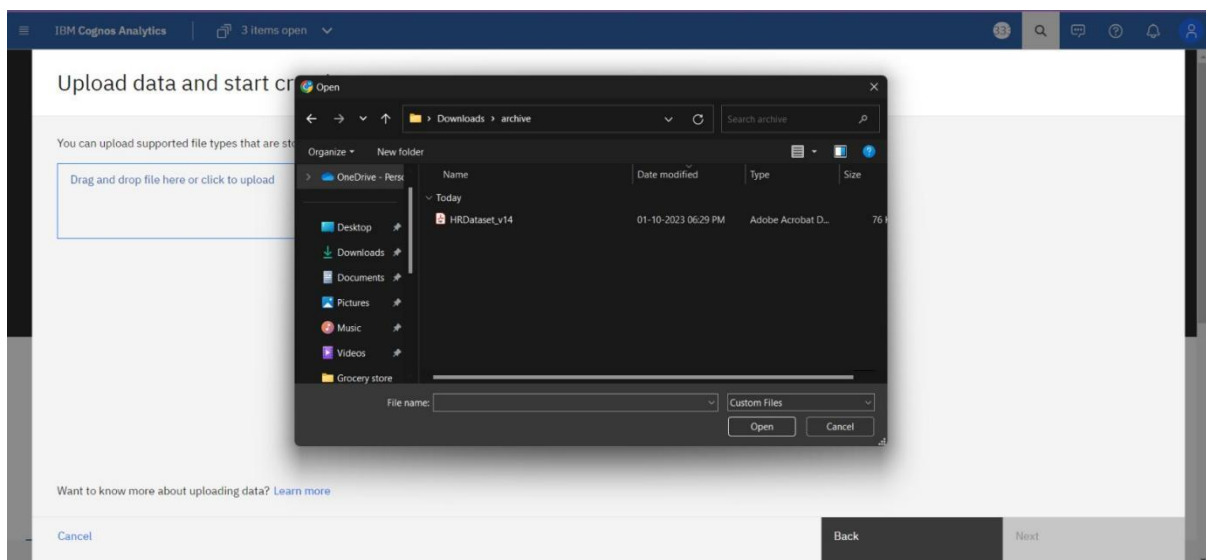 IBM Cognos Analytics 3 items open
Upload data and start cr
You can upload supported file types that are st
Drag and drop file here or click to upload
Open
Downloads > archive
Search archive
Organize New folder
OneDrive - Perso
Name Date modified Type Size
Today
HRDataset_v14 01-10-2023 06:29 PM Adobe Acrobat D... 76
Desktop
Downloads
Documents
Pictures
Music
Videos
Grocery store
File name: Custom Files
Open Cancel
Want to know more about uploading data? Learn more
Cancel Back Next